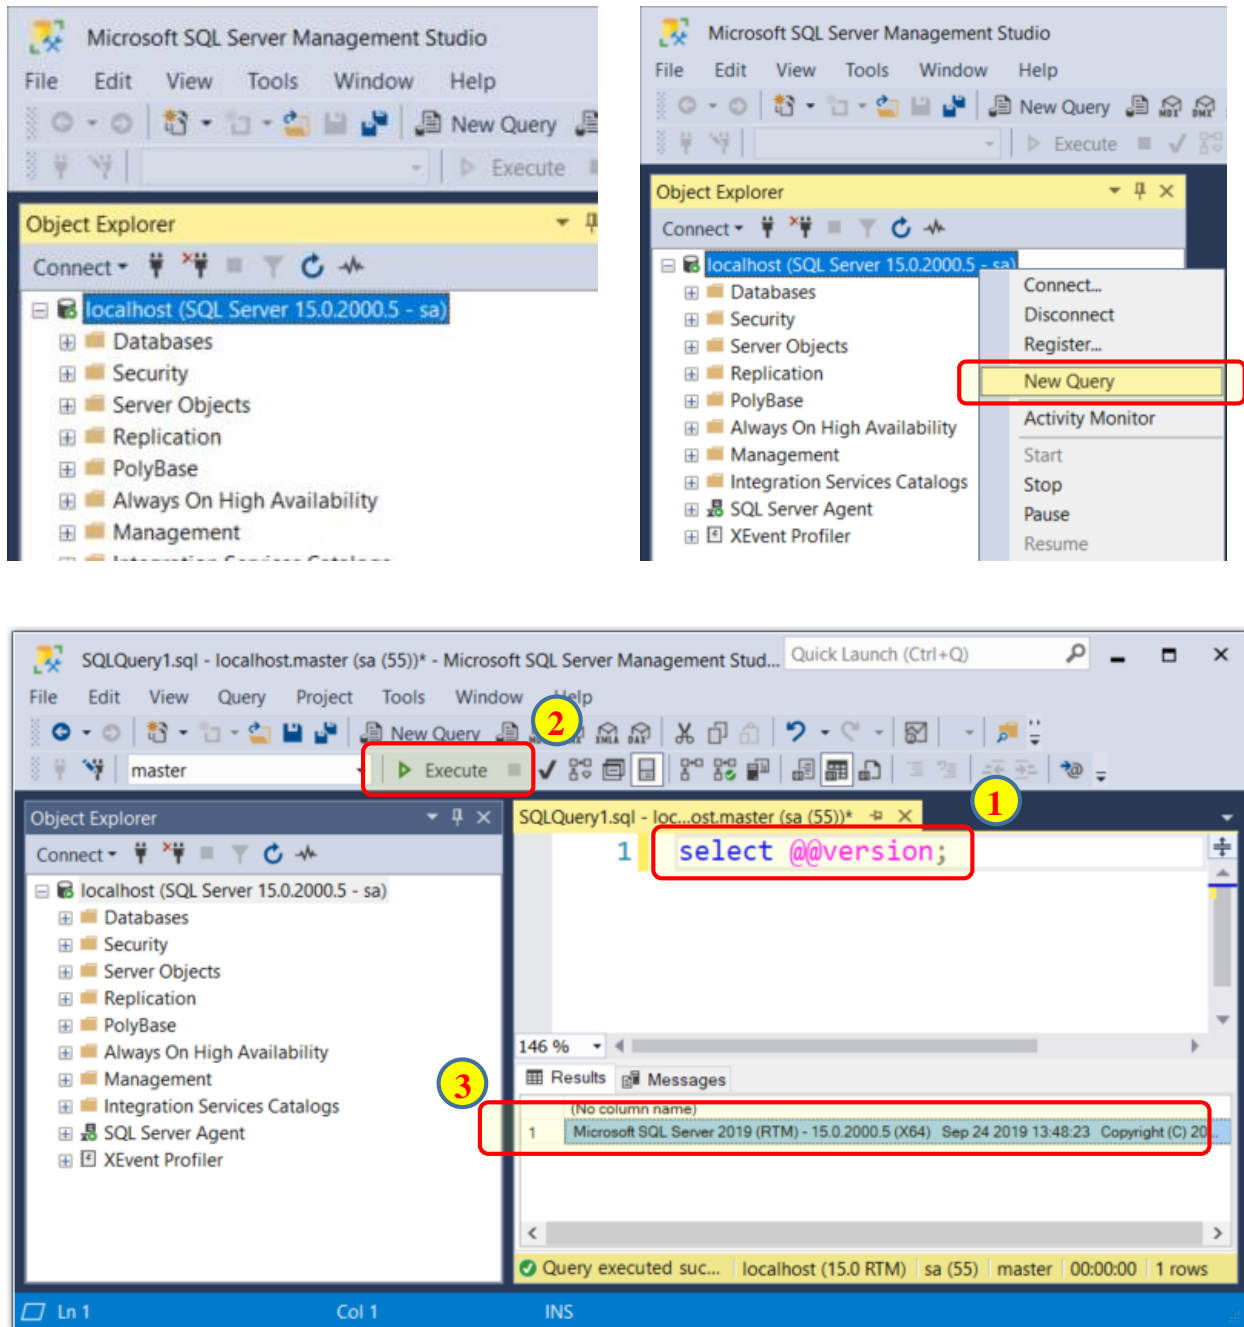 Microsoft SQL Server Management Studio
File Edit View Tools Window Help
New Query
Execute
Object Explorer
Connect
localhost (SQL Server 15.0.2000.5 - sa)
Databases
Security
Server Objects
Replication
PolyBase
Always On High Availability
Management
Microsoft SQL Server Management Studio
File Edit View Tools Window Help
New Query MDX DMX
Execute
Object Explorer
Connect
localhost (SQL Server 15.0.2000.5 - sa)
Databases
Security
Server Objects
Replication
PolyBase
Always On High Availability
Management
Integration Services Catalogs
SQL Server Agent
XEvent Profiler
Connect...
Disconnect
Register...
New Query
Activity Monitor
Start
Stop
Pause
Resume
SQLQuery1.sql - localhost.master (sa (55))* - Microsoft SQL Server Management Stud... Quick Launch (Ctrl+Q)
File Edit View Query Project Tools Window Help
New Query XMLA DAX
2
master Execute
1
Object Explorer
Connect
localhost (SQL Server 15.0.2000.5 - sa)
Databases
Security
Server Objects
Replication
PolyBase
Always On High Availability
Management
Integration Services Catalogs
SQL Server Agent
XEvent Profiler
SQLQuery1.sql - loc...ost.master (sa (55))*
1 select @@version;
146 %
3
Results Messages
(No column name)
1 Microsoft SQL Server 2019 (RTM) - 15.0.2000.5 (X64) Sep 24 2019 13:48:23 Copyright (C) 20...
Query executed suc... localhost (15.0 RTM) sa (55) master 00:00:00 1 rows
Ln 1 Col 1 INS